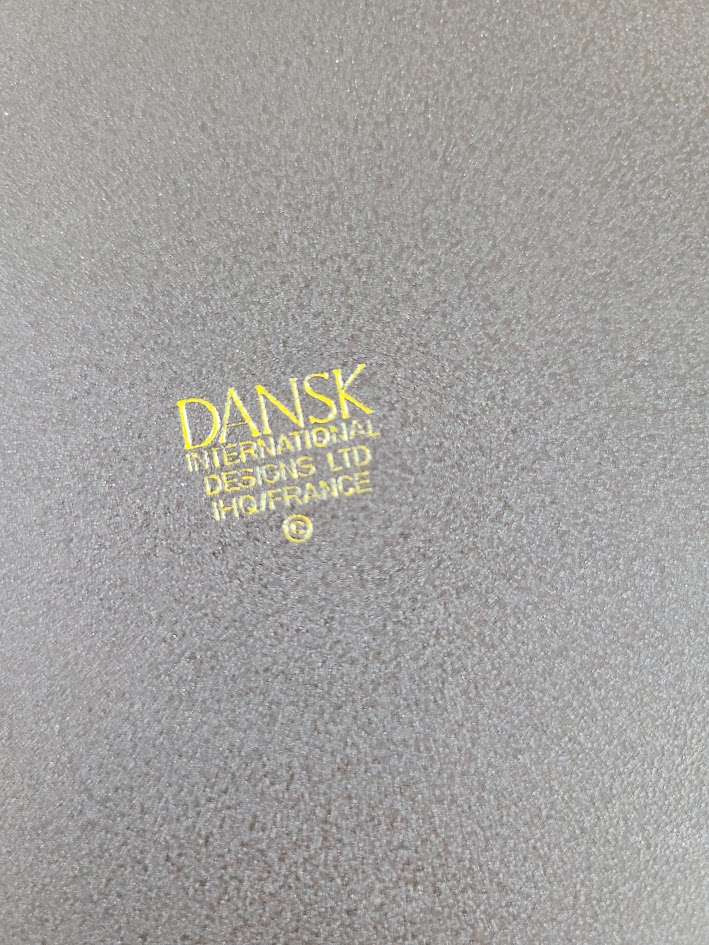 DANSK
INTERNATIONAL
DESIGNS LTD
IHQ/FRANCE
©